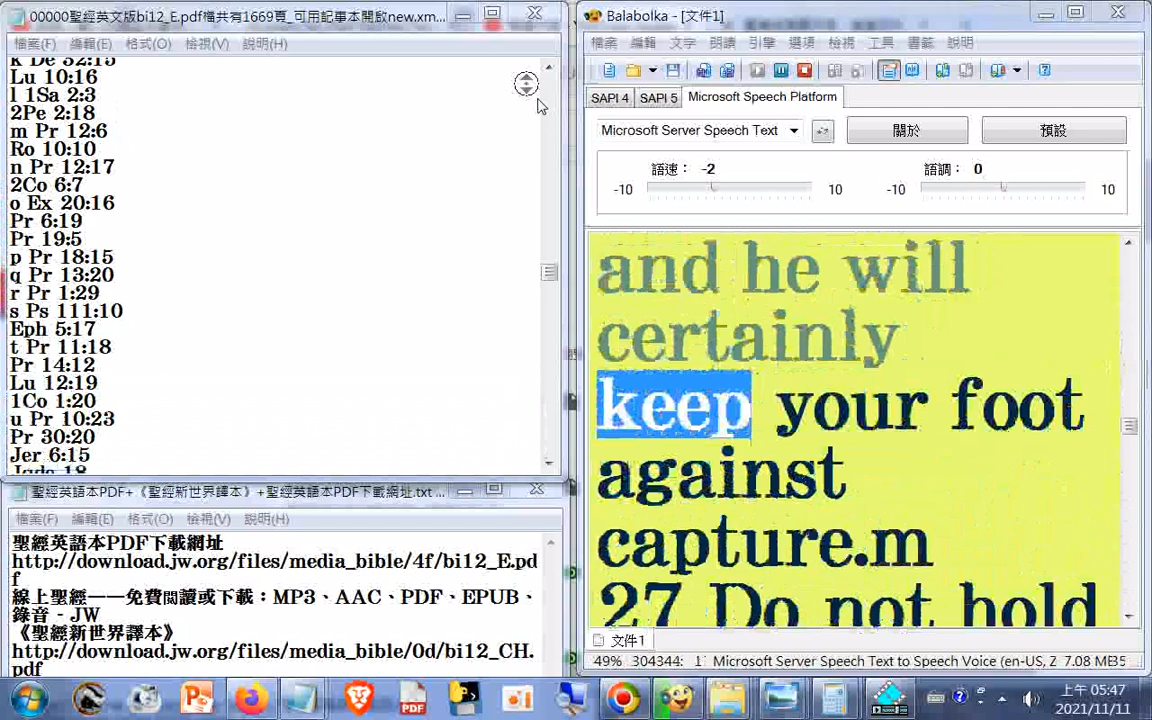 00000聖經英文版bi12_E.pdf檔共有1669頁_可用記事本開啟new.xm...
檔案(F) 編輯(E) 格式(O) 檢視(V) 說明(H)
k De 32:15
Lu 10:16
l 1Sa 2:3
2Pe 2:18
m Pr 12:6
Ro 10:10
n Pr 12:17
2Co 6:7
o Ex 20:16
Pr 6:19
Pr 19:5
p Pr 18:15
q Pr 13:20
r Pr 1:29
s Ps 111:10
Eph 5:17
t Pr 11:18
Pr 14:12
Lu 12:19
1Co 1:20
u Pr 10:23
Pr 30:20
Jer 6:15
Jude 18
聖經英語本PDF+《聖經新世界譯本》+聖經英語本PDF下載網址.txt ...
檔案(F) 編輯(E) 格式(O) 檢視(V) 說明(H)
聖經英語本PDF下載網址
http://download.jw.org/files/media_bible/4f/bi12_E.pd
f
線上聖經——免費閱讀或下載：MP3、AAC、PDF、EPUB、
錄音 - JW
《聖經新世界譯本》
http://download.jw.org/files/media_bible/0d/bi12_CH.
pdf
Balabolka - [文件1]
檔案 編輯 文字 朗讀 引擎 選項 檢視 工具 書籤 說明
SAPI 4 SAPI 5 Microsoft Speech Platform
Microsoft Server Speech Text 關於 預設
語速： -2 語調： 0
-10 10 -10 10
and he will
certainly
keep your foot
against
capture.m
27 Do not hold
文件1
49% 304344: Microsoft Server Speech Text to Speech Voice (en-US, Z 7.08 MB
PDF
上午 05:47
2021/11/11